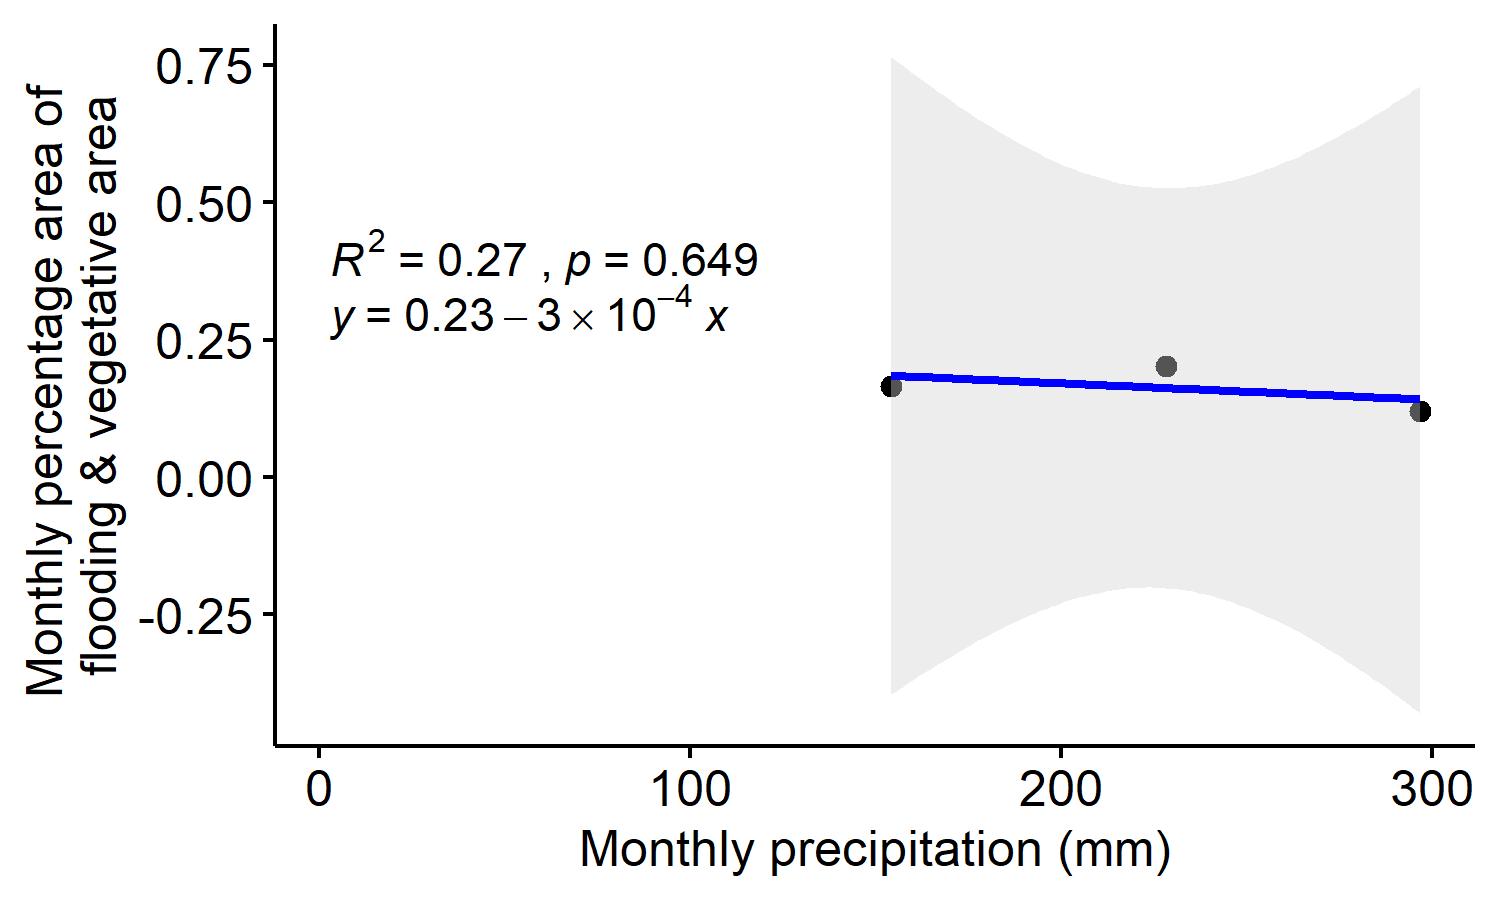 Monthly percentage area of
flooding & vegetative area
0.75
0.50
0.25
0.00
-0.25
R² = 0.27 , p = 0.649
y = 0.23 − 3 × 10⁻⁴ x
0 100 200 300
Monthly precipitation (mm)